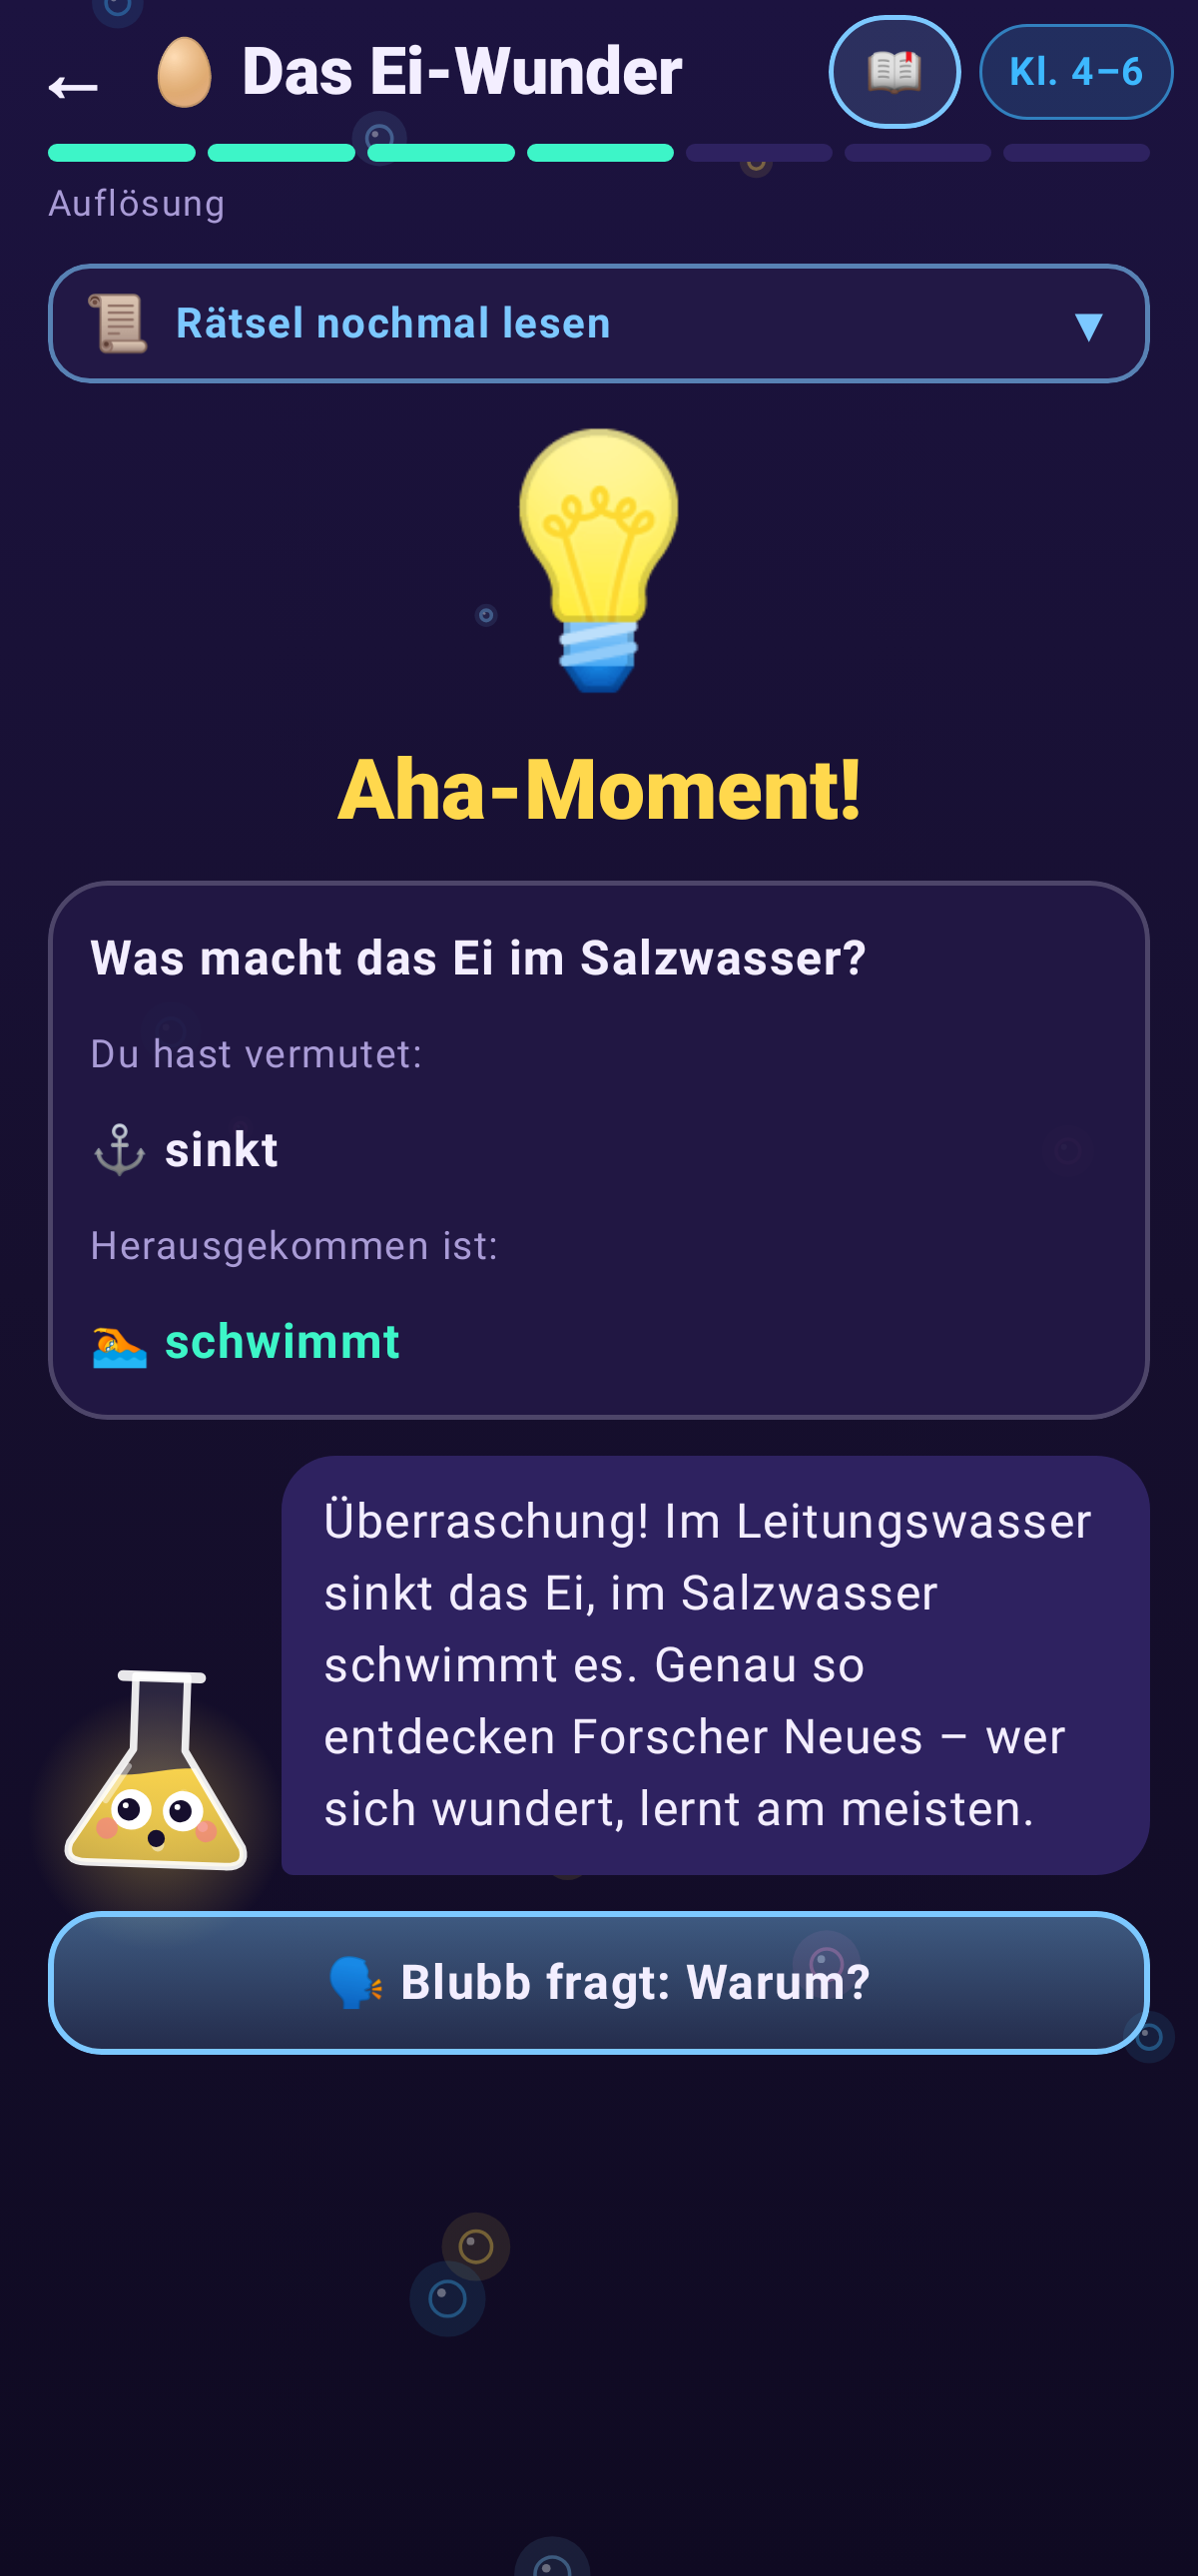 ← Das Ei-Wunder Kl. 4–6
Auflösung
Rätsel nochmal lesen ▼
Aha-Moment!
Was macht das Ei im Salzwasser?
Du hast vermutet:
sinkt
Herausgekommen ist:
schwimmt
Überraschung! Im Leitungswasser
sinkt das Ei, im Salzwasser
schwimmt es. Genau so
entdecken Forscher Neues – wer
sich wundert, lernt am meisten.
Blubb fragt: Warum?